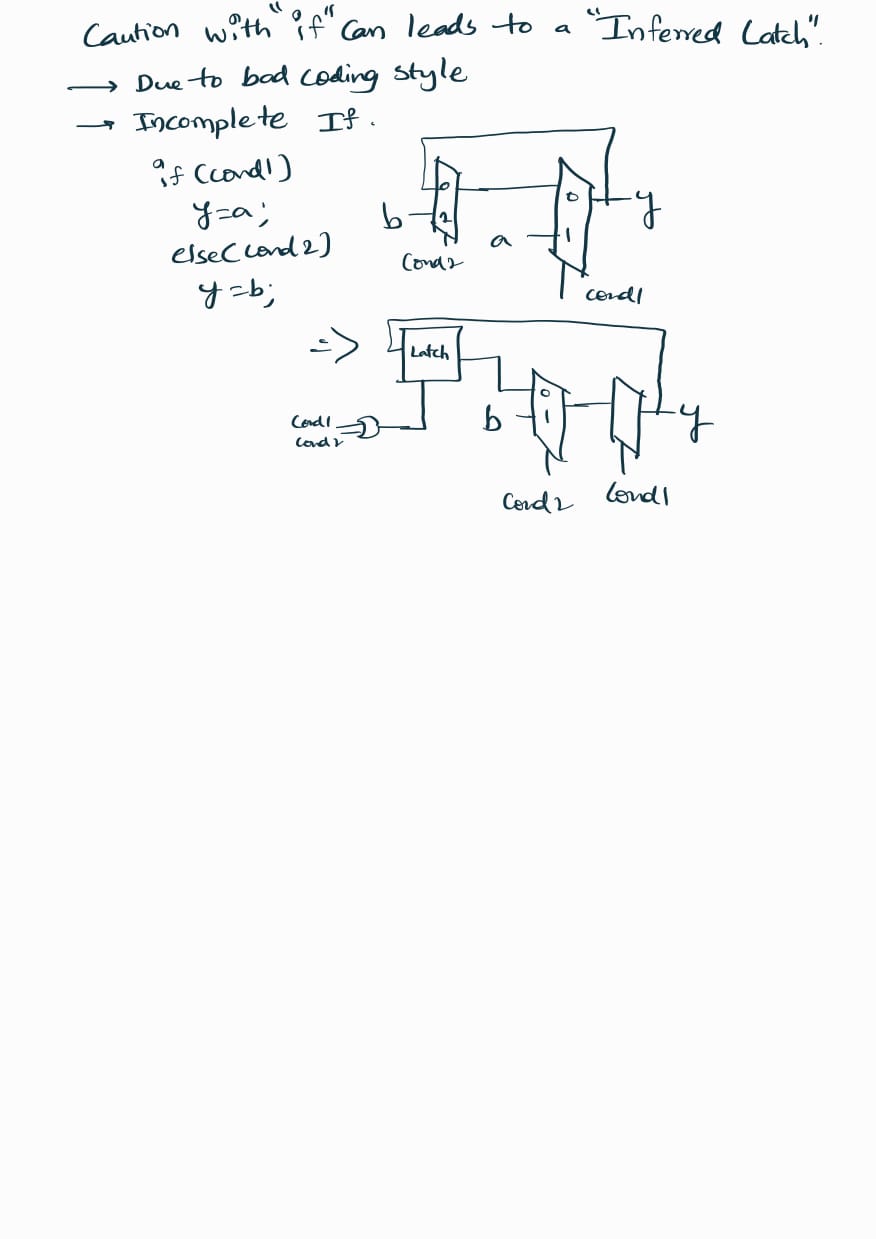 Caution with "if" Can leads to a "Inferred Latch".
→ Due to bad coding style
→ Incomplete If.
if (cond1)
y=a;
else(cond2)
y=b;
0
b 2
Cond2
a
0
1
y
cond1
=> Latch
Cond1
Cond2
b
0
1
y
Cond2 Cond1